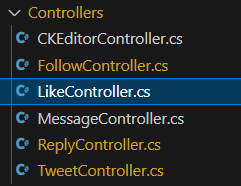 Controllers
C# CKEditorController.cs
C# FollowController.cs
C# LikeController.cs
C# MessageController.cs
C# ReplyController.cs
C# TweetController.cs